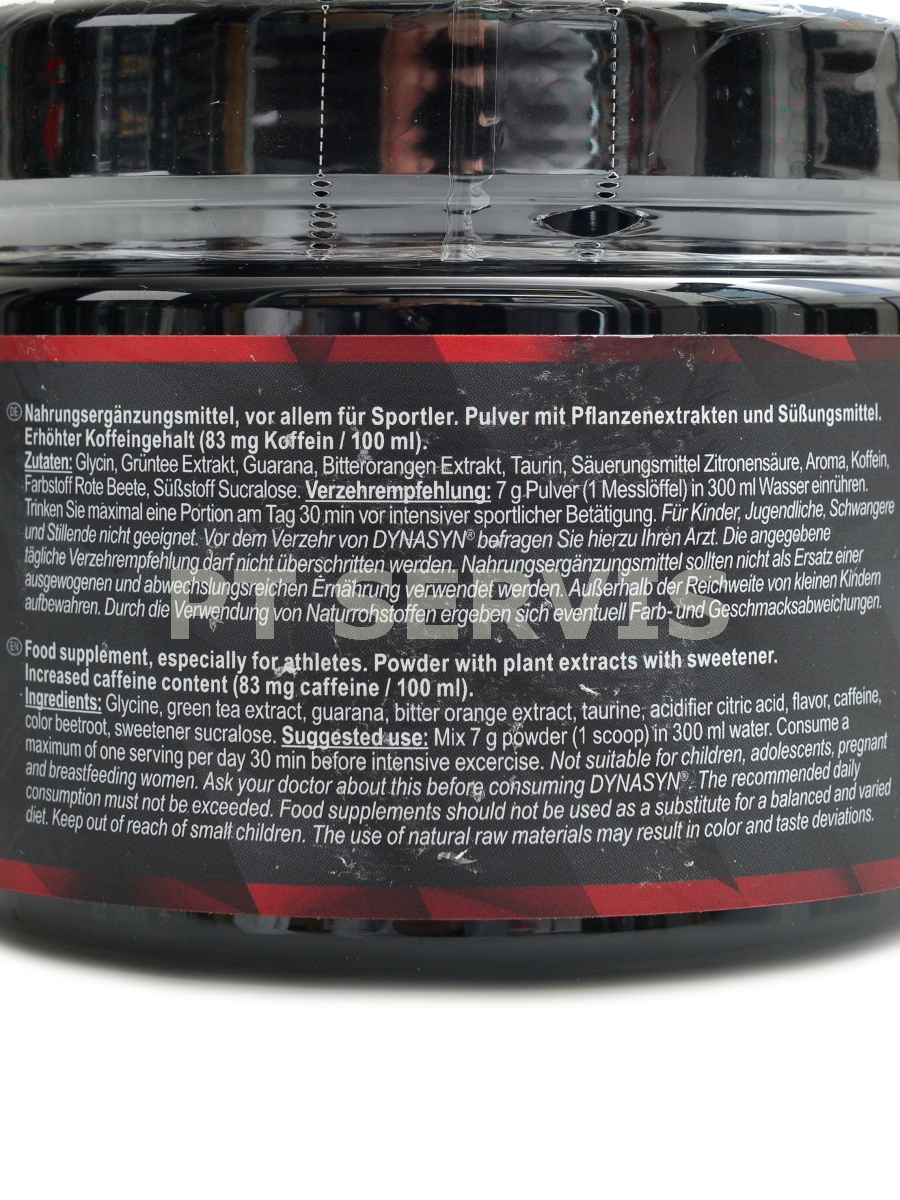 DE Nahrungsergänzungsmittel, vor allem für Sportler. Pulver mit Pflanzenextrakten und Süßungsmittel.
Erhöhter Koffeingehalt (83 mg Koffein / 100 ml).
Zutaten: Glycin, Grüntee Extrakt, Guarana, Bitterorangen Extrakt, Taurin, Säuerungsmittel Zitronensäure, Aroma, Koffein,
Farbstoff Rote Beete, Süßstoff Sucralose. Verzehrempfehlung: 7 g Pulver (1 Messlöffel) in 300 ml Wasser einrühren.
Trinken Sie maximal eine Portion am Tag 30 min vor intensiver sportlicher Betätigung. Für Kinder, Jugendliche, Schwangere
und Stillende nicht geeignet. Vor dem Verzehr von DYNASYN® befragen Sie hierzu Ihren Arzt. Die angegebene
tägliche Verzehrempfehlung darf nicht überschritten werden. Nahrungsergänzungsmittel sollten nicht als Ersatz einer
ausgewogenen und abwechslungsreichen Ernährung verwendet werden. Außerhalb der Reichweite von kleinen Kindern
aufbewahren. Durch die Verwendung von Naturrohstoffen ergeben sich eventuell Farb- und Geschmacksabweichungen.
PT SERVIS
EN Food supplement, especially for athletes. Powder with plant extracts with sweetener.
Increased caffeine content (83 mg caffeine / 100 ml).
Ingredients: Glycine, green tea extract, guarana, bitter orange extract, taurine, acidifier citric acid, flavor, caffeine,
color beetroot, sweetener sucralose. Suggested use: Mix 7 g powder (1 scoop) in 300 ml water. Consume a
maximum of one serving per day 30 min before intensive excercise. Not suitable for children, adolescents, pregnant
and breastfeeding women. Ask your doctor about this before consuming DYNASYN®. The recommended daily
consumption must not be exceeded. Food supplements should not be used as a substitute for a balanced and varied
diet. Keep out of reach of small children. The use of natural raw materials may result in color and taste deviations.